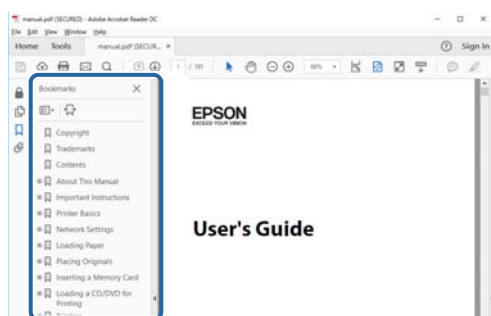 manual.pdf (SECURED) - Adobe Acrobat Reader DC
File Edit View Window Help
Home Tools manual.pdf (SECUR... × Sign In
1 / 191
Bookmarks
Copyright
Trademarks
Contents
About This Manual
Important Instructions
Printer Basics
Network Settings
Loading Paper
Placing Originals
Inserting a Memory Card
Loading a CD/DVD for
Printing
EPSON
EXCEED YOUR VISION
User's Guide